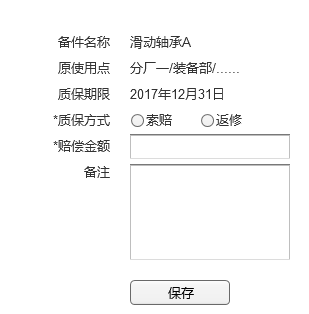 备件名称 滑动轴承A
原使用点 分厂一/装备部/……
质保期限 2017年12月31日
*质保方式 索赔 返修
*赔偿金额
备注
保存